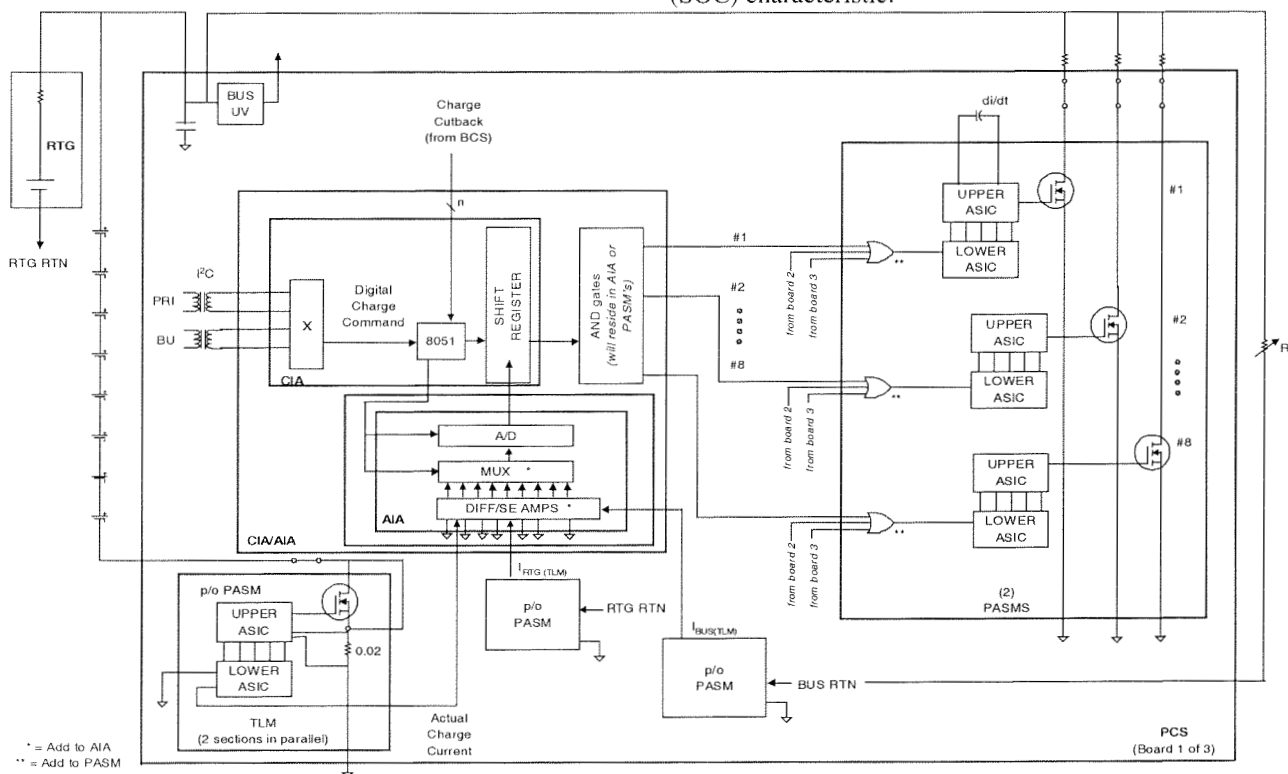 (SOC) characteristic.
BUS
UV
RTG
RTG RTN
Charge
Cutback
(from BCS)
n
di/dt
I²C
PRI
BU
X
Digital
Charge
Command
8051
SHIFT
REGISTER
AND gates
(will reside in AIA or
PASM's)
CIA
#1
#2
#8
from board 2
from board 3
**
UPPER
ASIC
LOWER
ASIC
#1
from board 2
from board 3
**
UPPER
ASIC
LOWER
ASIC
#2
from board 2
from board 3
**
UPPER
ASIC
LOWER
ASIC
#8
(2)
PASMS
R
A/D
MUX *
DIFF/SE AMPS *
AIA
CIA/AIA
p/o PASM
UPPER
ASIC
LOWER
ASIC
0.02
TLM
(2 sections in parallel)
Actual
Charge
Current
I RTG (TLM)
p/o
PASM
RTG RTN
I BUS(TLM)
p/o
PASM
BUS RTN
PCS
(Board 1 of 3)
* = Add to AIA
** = Add to PASM